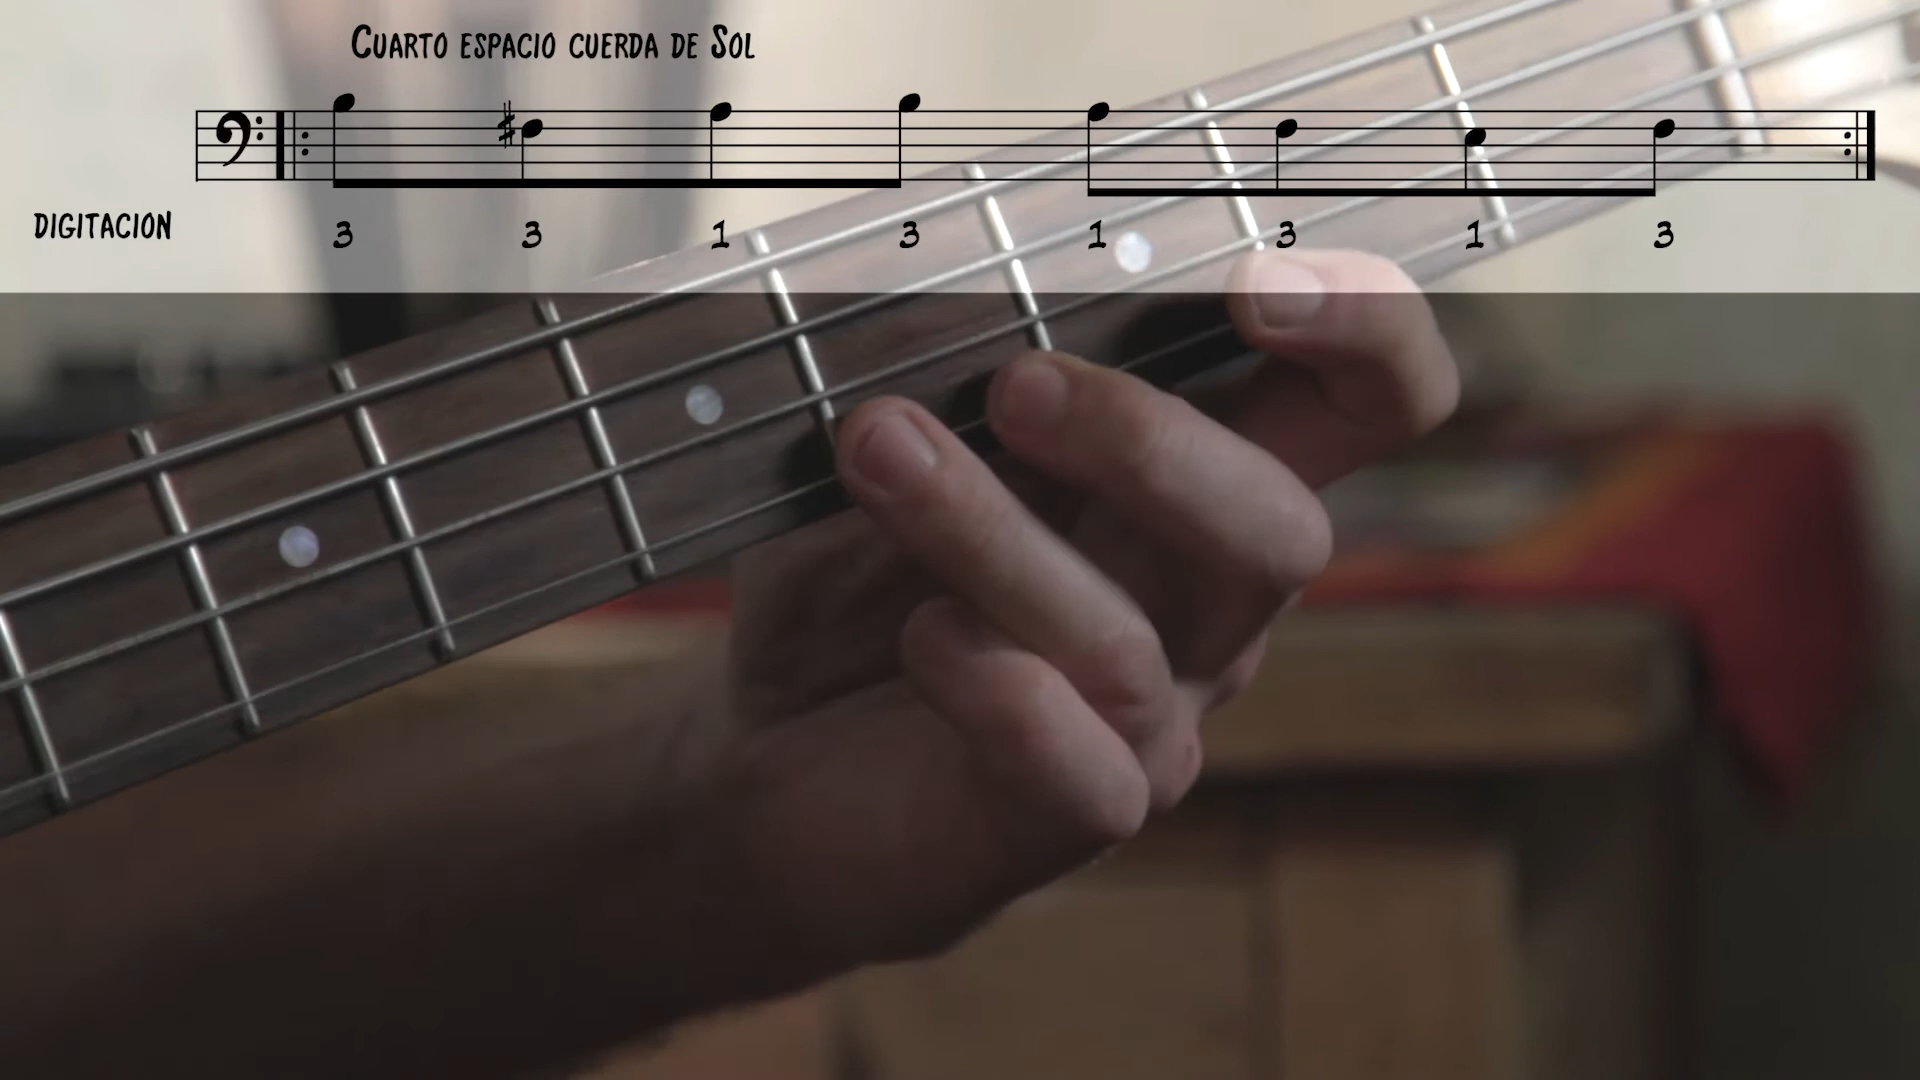 Cuarto espacio cuerda de Sol
digitacion 3 3 1 3 1 3 1 3